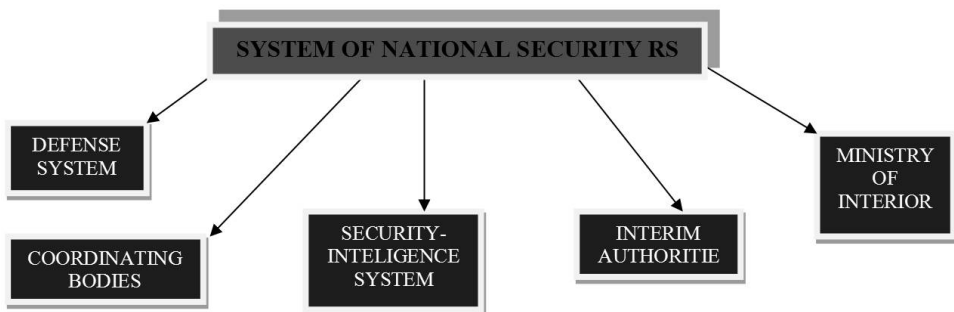 SYSTEM OF NATIONAL SECURITY RS
DEFENSE
SYSTEM
COORDINATING
BODIES
SECURITY-
INTELIGENCE
SYSTEM
INTERIM
AUTHORITIE
MINISTRY
OF
INTERIOR